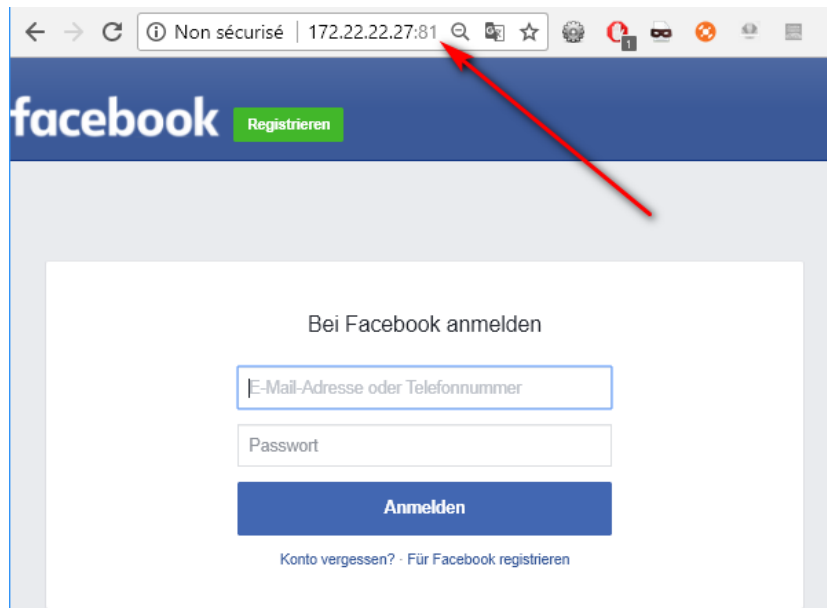 Non sécurisé | 172.22.22.27:81
1
facebook Registrieren
Bei Facebook anmelden
E-Mail-Adresse oder Telefonnummer
Passwort
Anmelden
Konto vergessen? · Für Facebook registrieren